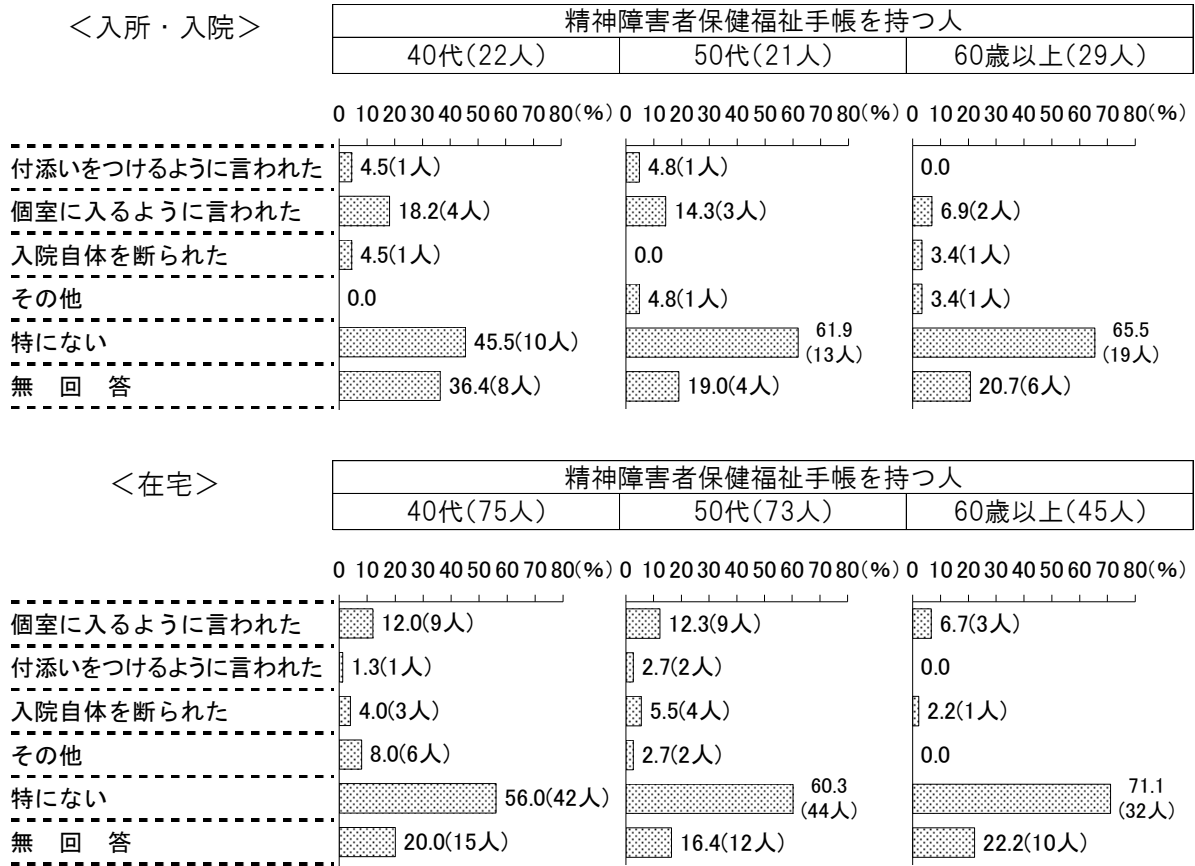 ＜入所・入院＞
精神障害者保健福祉手帳を持つ人
40代（22人） 50代（21人） 60歳以上（29人）
0 10 20 30 40 50 60 70 80（％） 0 10 20 30 40 50 60 70 80（％） 0 10 20 30 40 50 60 70 80（％）
付添いをつけるように言われた 4.5（1人） 4.8（1人） 0.0
個室に入るように言われた 18.2（4人） 14.3（3人） 6.9（2人）
入院自体を断られた 4.5（1人） 0.0 3.4（1人）
その他 0.0 4.8（1人） 3.4（1人）
特にない 45.5（10人） 61.9（13人） 65.5（19人）
無　回　答 36.4（8人） 19.0（4人） 20.7（6人）
＜在宅＞
精神障害者保健福祉手帳を持つ人
40代（75人） 50代（73人） 60歳以上（45人）
0 10 20 30 40 50 60 70 80（％） 0 10 20 30 40 50 60 70 80（％） 0 10 20 30 40 50 60 70 80（％）
個室に入るように言われた 12.0（9人） 12.3（9人） 6.7（3人）
付添いをつけるように言われた 1.3（1人） 2.7（2人） 0.0
入院自体を断られた 4.0（3人） 5.5（4人） 2.2（1人）
その他 8.0（6人） 2.7（2人） 0.0
特にない 56.0（42人） 60.3（44人） 71.1（32人）
無　回　答 20.0（15人） 16.4（12人） 22.2（10人）